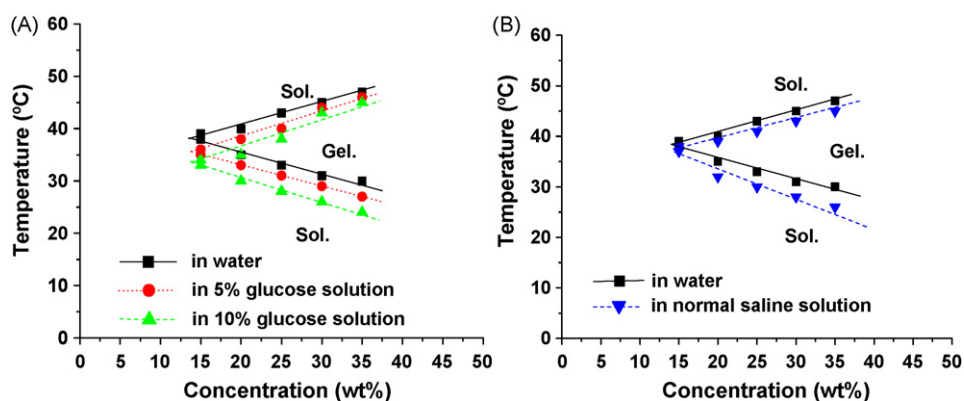 (A)
Temperature (ºC)
60
50
40
30
20
10
0
Sol.
Gel.
Sol.
in water
in 5% glucose solution
in 10% glucose solution
0 5 10 15 20 25 30 35 40 45 50
Concentration (wt%)
(B)
Temperature (ºC)
60
50
40
30
20
10
0
Sol.
Gel.
Sol.
in water
in normal saline solution
0 5 10 15 20 25 30 35 40 45 50
Concentration (wt%)